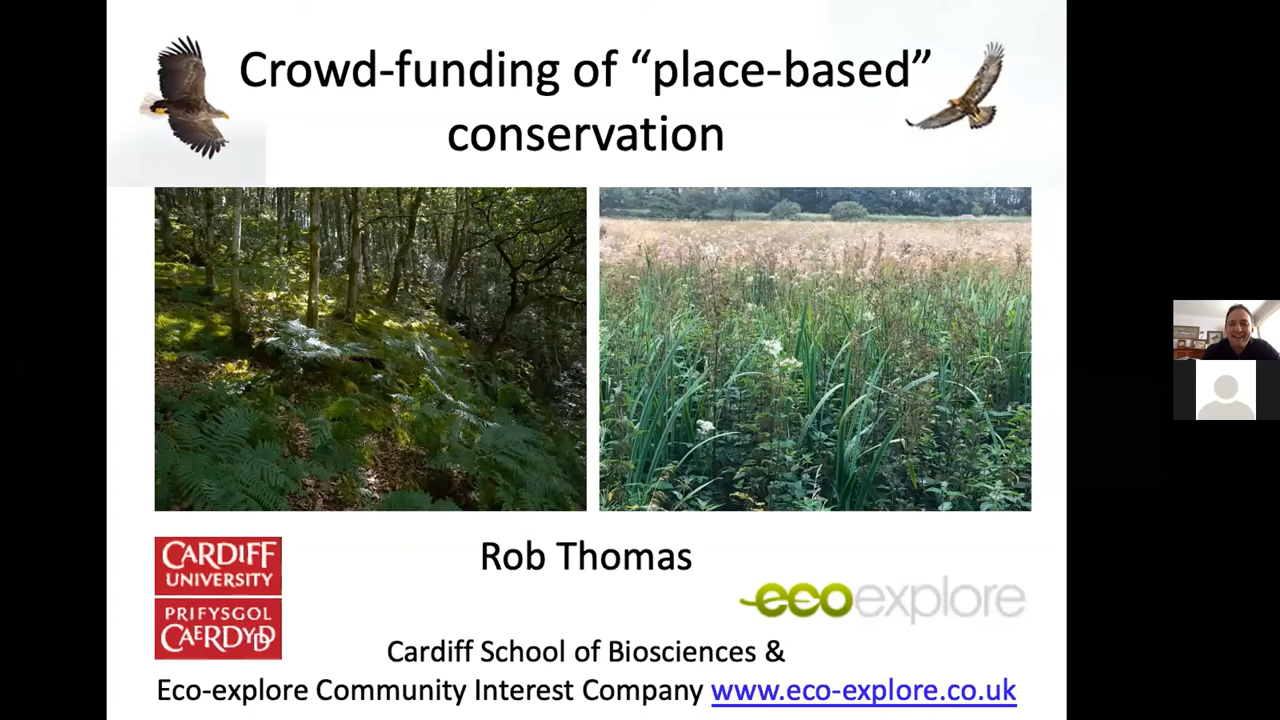 Crowd-funding of “place-based”
conservation
CARDIFF
UNIVERSITY
PRIFYSGOL
CAERDYDD
Rob Thomas
ecoexplore
Cardiff School of Biosciences &
Eco-explore Community Interest Company www.eco-explore.co.uk